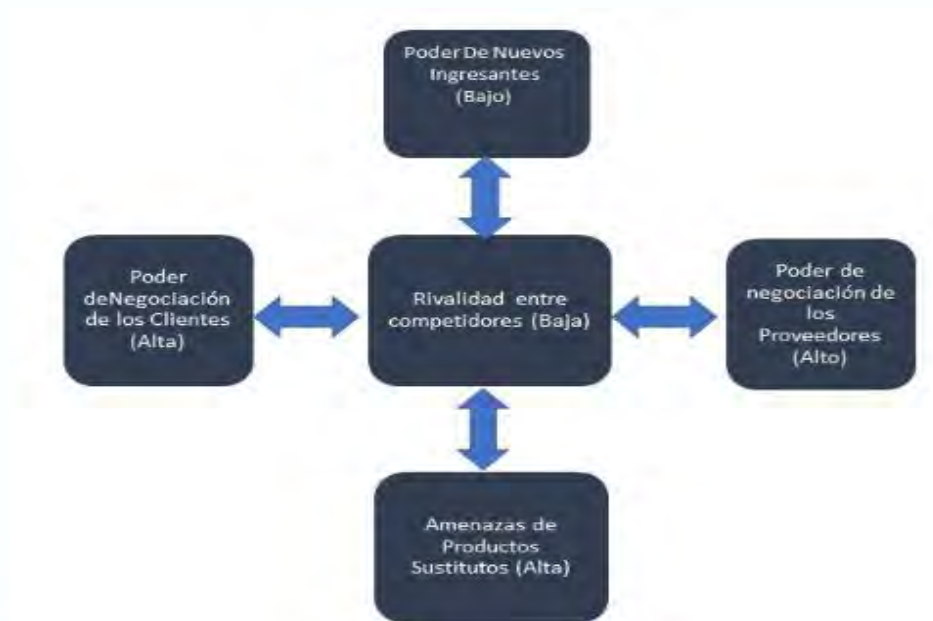 Poder De Nuevos
Ingresantes
(Bajo)
Poder
deNegociación
de los Clientes
(Alta)
Rivalidad entre
competidores (Baja)
Poder de
negociación de
los
Proveedores
(Alto)
Amenazas de
Productos
Sustitutos (Alta)